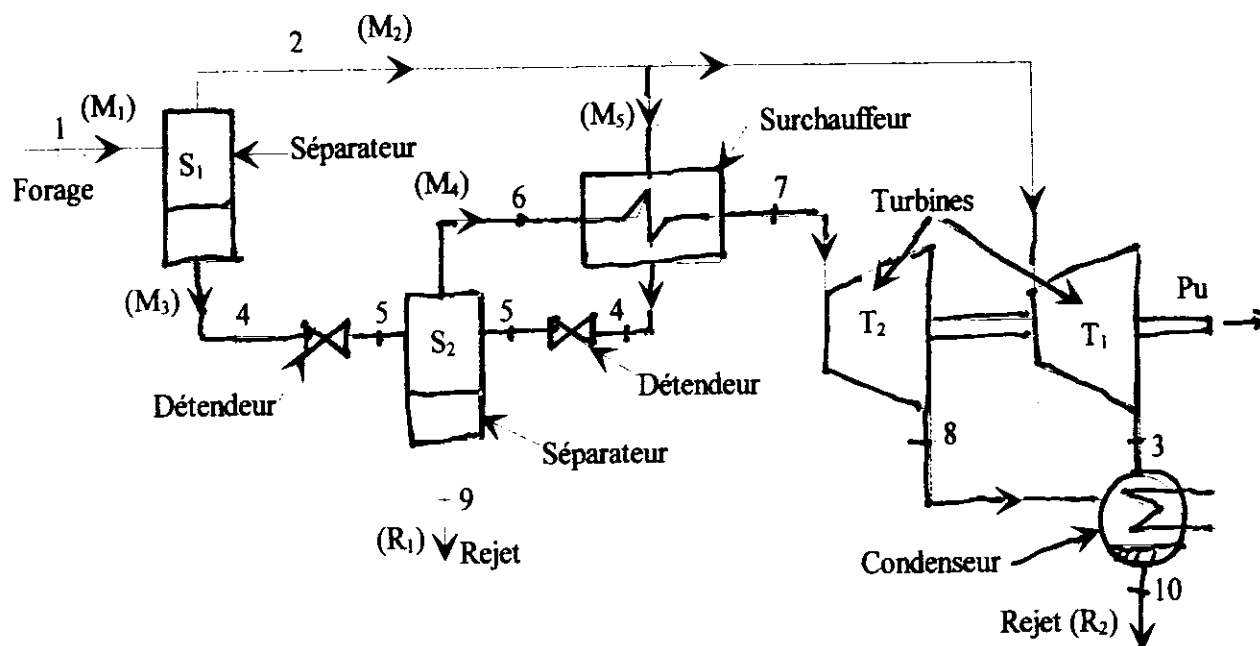 2
(M₂)
1
(M₁)
S₁
Séparateur
Forage
(M₅)
Surchauffeur
(M₄)
6
7
Turbines
(M₃)
4
5
S₂
5
4
T₂
T₁
Pu
Détendeur
Détendeur
Séparateur
8
3
9
(R₁)
Rejet
Condenseur
10
Rejet (R₂)